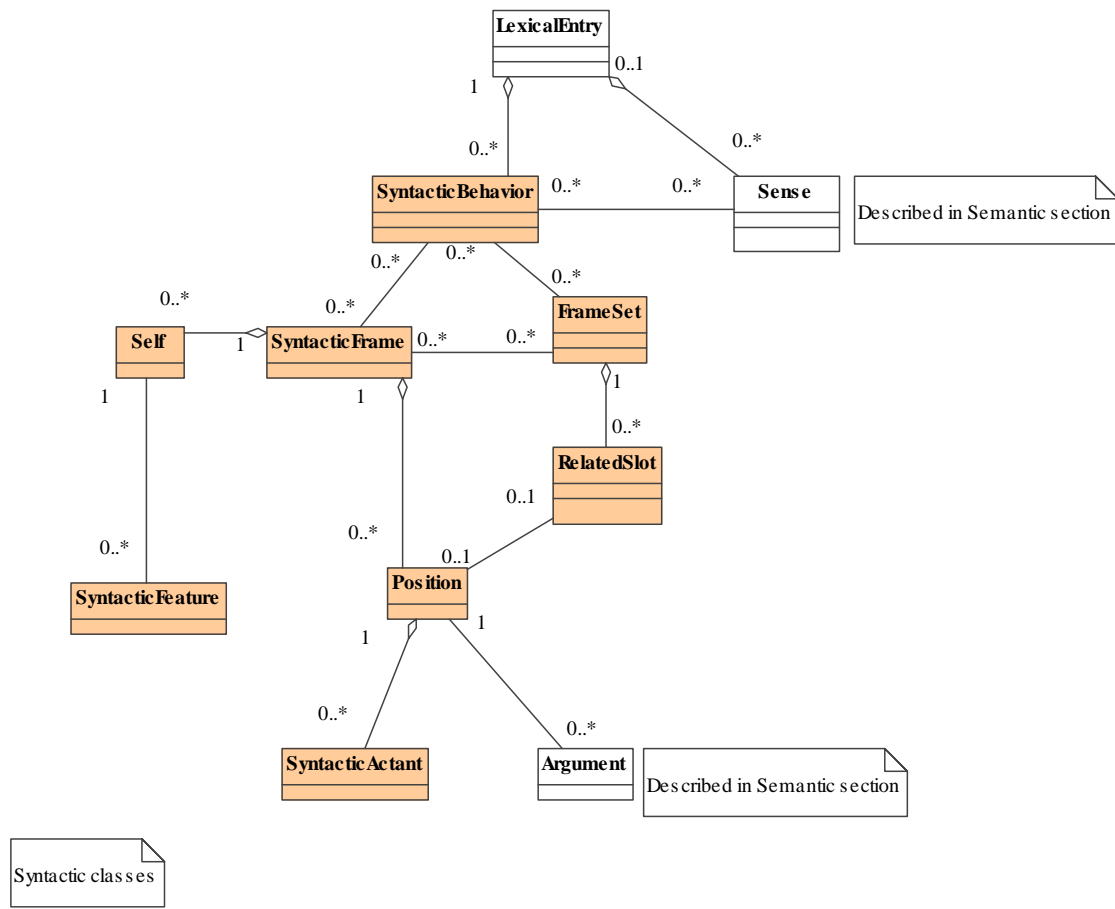 LexicalEntry
0..1
1
0..*
0..*
SyntacticBehavior
0..*
0..*
Sense
Described in Semantic section
0..*
0..*
0..*
0..*
0..*
FrameSet
Self
1
SyntacticFrame
0..*
0..*
1
1
1
0..*
RelatedSlot
0..1
0..*
0..1
0..*
Position
SyntacticFeature
1
1
0..*
0..*
SyntacticActant
Argument
Described in Semantic section
Syntactic classes